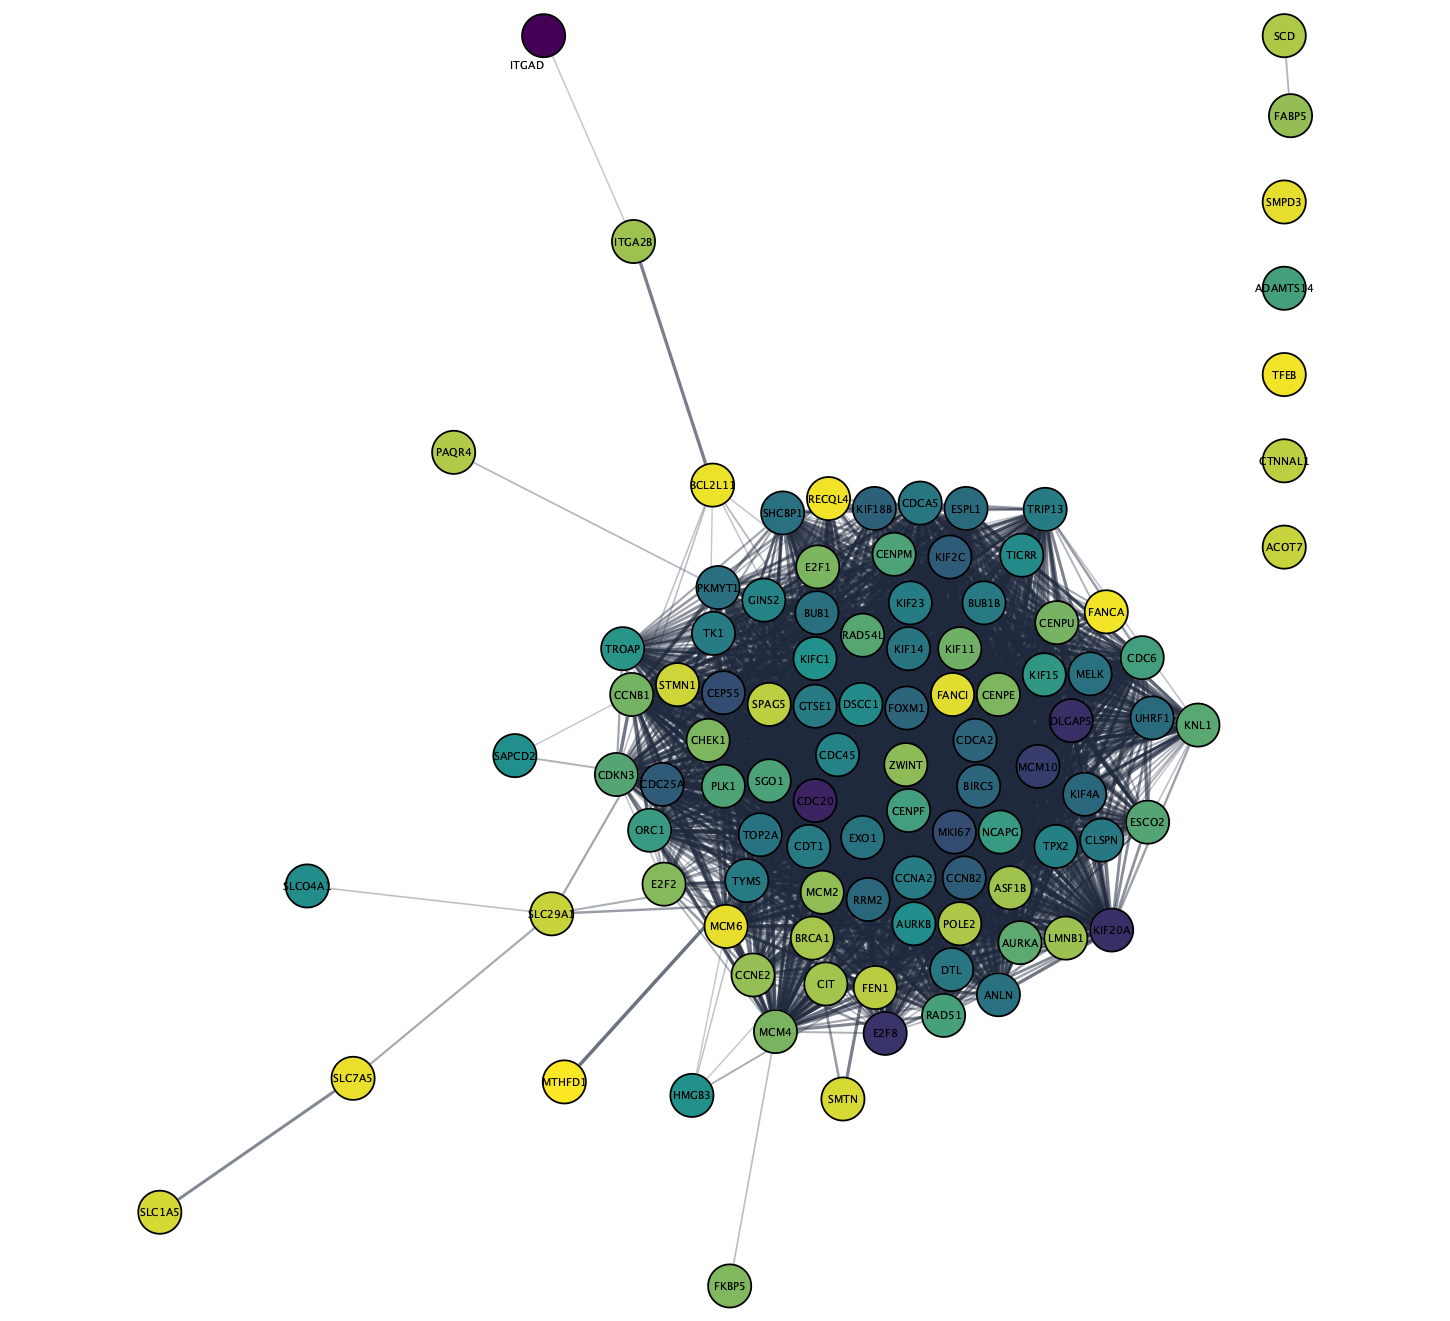 ITGAD
SCD
FABP5
SMPD3
ITGA2B
ADAMTS14
TFEB
PAQR4
CTNNAL1
BCL2L11
RECQL4
SHCBP1
KIF18B
CDCA5
ESPL1
TRIP13
ACOT7
CENPM
KIF2C
TICRR
E2F1
PKMYT1
GINS2
BUB1
KIF23
BUB1B
FANCA
CENPU
TK1
RAD54L
TROAP
KIFC1
KIF14
KIF11
CDC6
STMN1
CCNB1
CEP55
SPAG5
GTSE1
DSCC1
FOXM1
FANCI
CENPE
KIF15
MELK
DLGAP5
UHRF1
KNL1
CHEK1
SAPCD2
CDC45
CDCA2
ZWINT
MCM10
CDKN3
CDC25A
PLK1
SGO1
CDC20
BIRC5
KIF4A
CENPF
ORC1
TOP2A
CDT1
EXO1
MKI67
NCAPG
TPX2
CLSPN
ESCO2
SLCO4A1
E2F2
TYMS
MCM2
RRM2
CCNA2
CCNB2
ASF1B
SLC29A1
MCM6
BRCA1
AURKB
POLE2
AURKA
LMNB1
KIF20A
CCNE2
CIT
FEN1
DTL
ANLN
MCM4
E2F8
RAD51
SLC7A5
MTHFD1
HMGB3
SMTN
SLC1A5
FKBP5